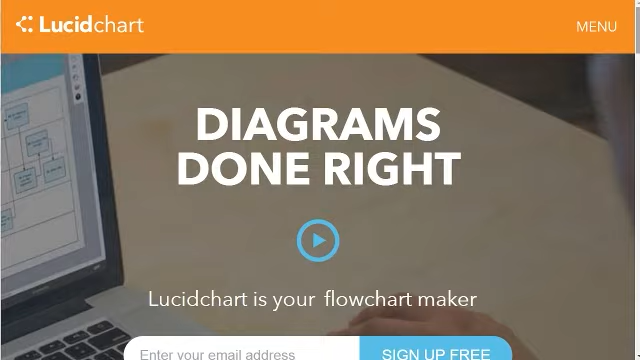 Lucidchart
MENU
DIAGRAMS
DONE RIGHT
Lucidchart is your flowchart maker
Enter your email address
SIGN UP FREE